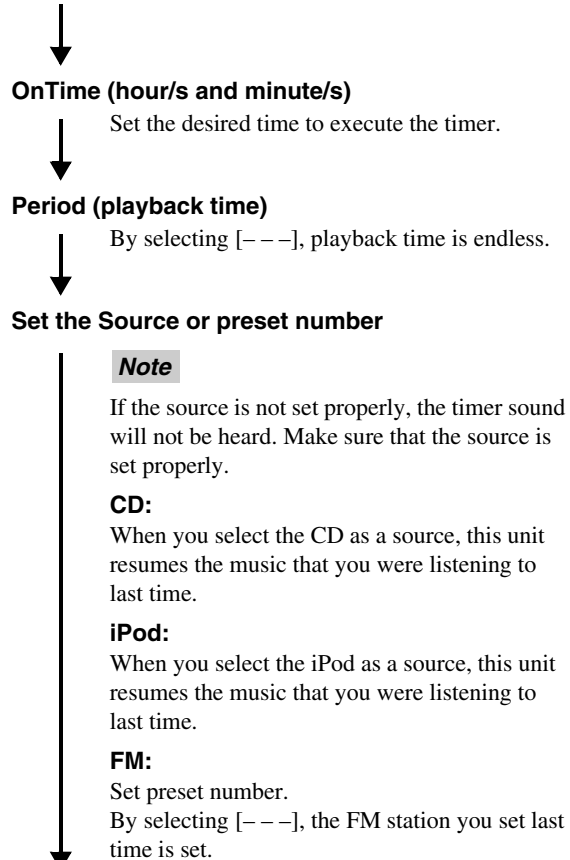 OnTime (hour/s and minute/s)
Set the desired time to execute the timer.
Period (playback time)
By selecting [– – –], playback time is endless.
Set the Source or preset number
Note
If the source is not set properly, the timer sound
will not be heard. Make sure that the source is
set properly.
CD:
When you select the CD as a source, this unit
resumes the music that you were listening to
last time.
iPod:
When you select the iPod as a source, this unit
resumes the music that you were listening to
last time.
FM:
Set preset number.
By selecting [– – –], the FM station you set last
time is set.